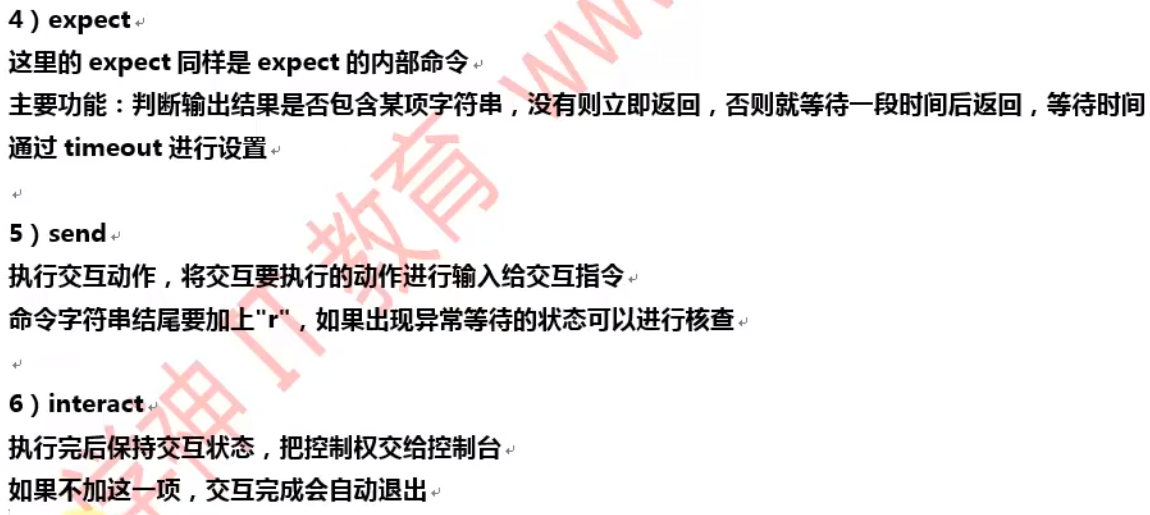 4）expect
这里的 expect 同样是 expect 的内部命令
主要功能：判断输出结果是否包含某项字符串，没有则立即返回，否则就等待一段时间后返回，等待时间
通过 timeout 进行设置
5）send
执行交互动作，将交互要执行的动作进行输入给交互指令
命令字符串结尾要加上"r"，如果出现异常等待的状态可以进行核查
6）interact
执行完后保持交互状态，把控制权交给控制台
如果不加这一项，交互完成会自动退出
学神 IT 教育 ww